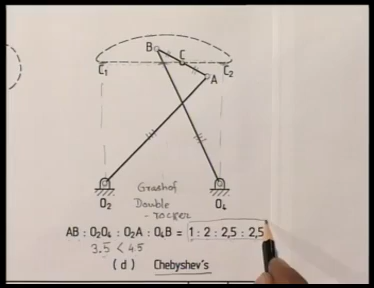 B
C
C₁
C₂
A
Grashof
O₂
Double
O₄
- rocker
AB : O₂O₄ : O₂A : O₄B = 1 : 2 : 2,5 : 2,5
3.5 < 4.5
(d) Chebyshev's